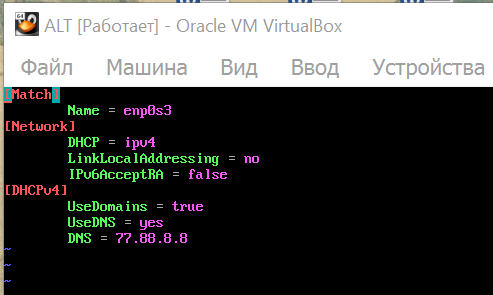 ALT [Работает] - Oracle VM VirtualBox
Файл Машина Вид Ввод Устройства
[Match]
Name = enp0s3
[Network]
DHCP = ipv4
LinkLocalAddressing = no
IPv6AcceptRA = false
[DHCPv4]
UseDomains = true
UseDNS = yes
DNS = 77.88.8.8
~
~
~